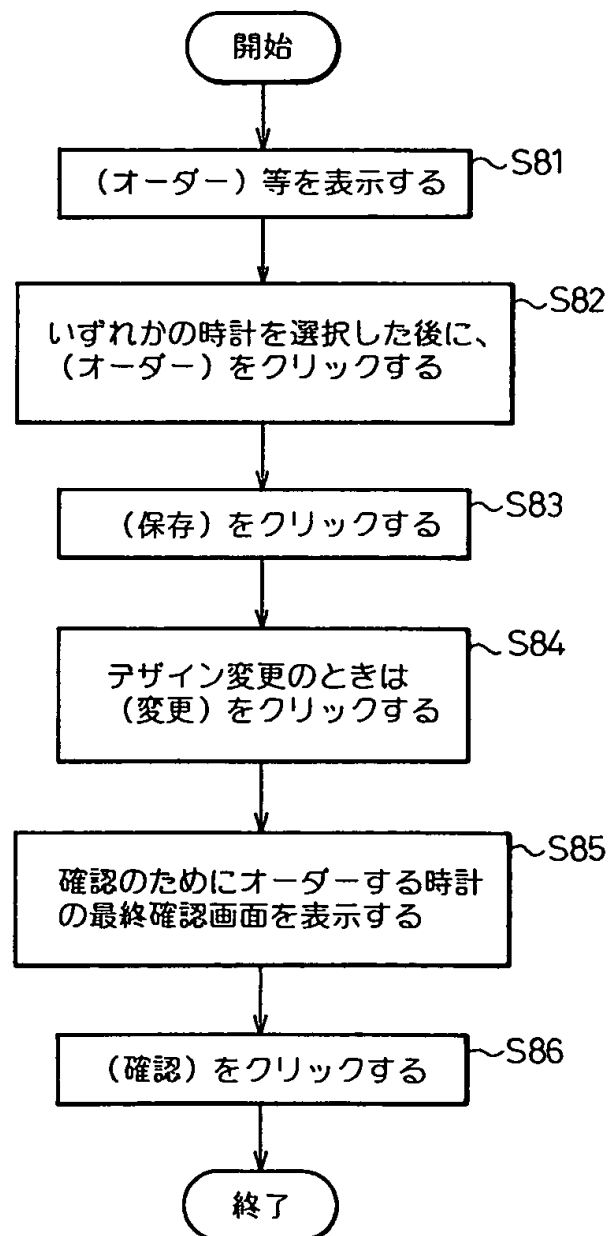 開始
(オーダー)等を表示する
S81
いずれかの時計を選択した後に、
(オーダー)をクリックする
S82
(保存)をクリックする
S83
デザイン変更のときは
(変更)をクリックする
S84
確認のためにオーダーする時計
の最終確認画面を表示する
S85
(確認)をクリックする
S86
終了